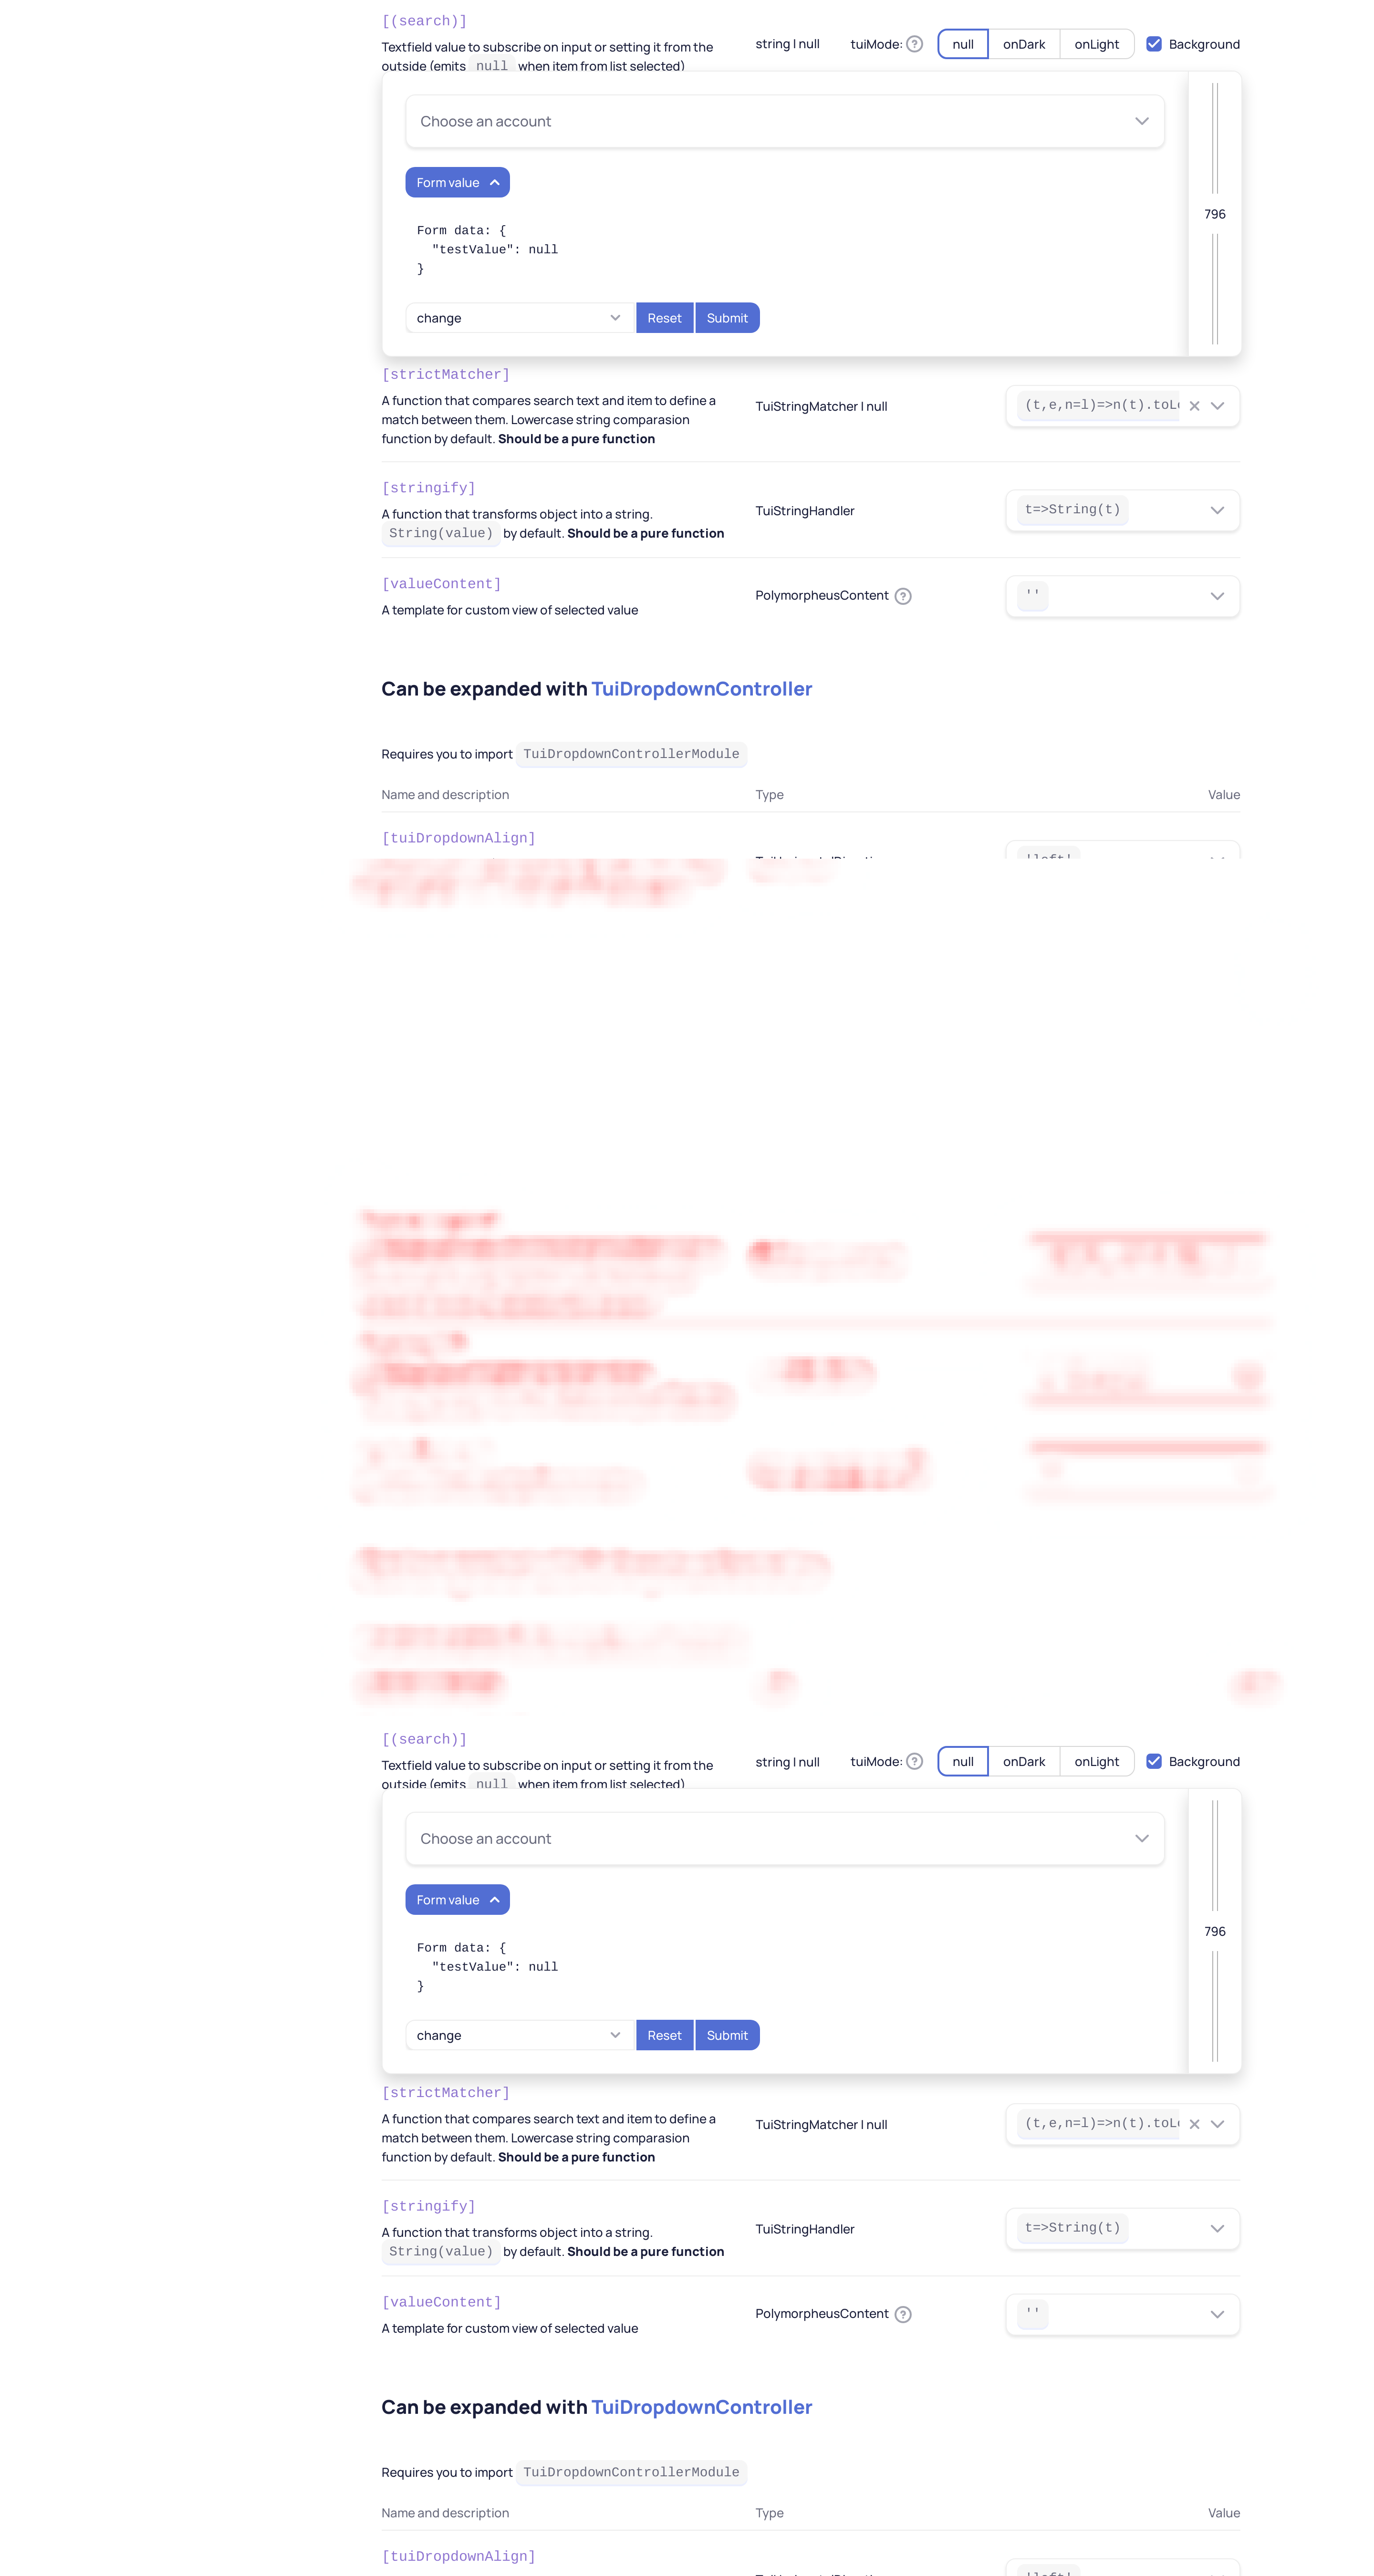 [(search)]
Textfield value to subscribe on input or setting it from the
outside (emits null when item from list selected)
string | null
tuiMode:
null onDark onLight
Background
Choose an account
Form value
796
Form data: {
"testValue": null
}
change
Reset Submit
[strictMatcher]
A function that compares search text and item to define a
match between them. Lowercase string comparasion
function by default. Should be a pure function
TuiStringMatcher | null
(t,e,n=l)=>n(t).toL
[stringify]
A function that transforms object into a string.
String(value) by default. Should be a pure function
TuiStringHandler
t=>String(t)
[valueContent]
A template for custom view of selected value
PolymorpheusContent ?
''
Can be expanded with TuiDropdownController
Requires you to import TuiDropdownControllerModule
Name and description Type Value
[tuiDropdownAlign]
[(search)]
Textfield value to subscribe on input or setting it from the
outside (emits null when item from list selected)
string | null
tuiMode:
null onDark onLight
Background
Choose an account
Form value
796
Form data: {
"testValue": null
}
change
Reset Submit
[strictMatcher]
A function that compares search text and item to define a
match between them. Lowercase string comparasion
function by default. Should be a pure function
TuiStringMatcher | null
(t,e,n=l)=>n(t).toL
[stringify]
A function that transforms object into a string.
String(value) by default. Should be a pure function
TuiStringHandler
t=>String(t)
[valueContent]
A template for custom view of selected value
PolymorpheusContent ?
''
Can be expanded with TuiDropdownController
Requires you to import TuiDropdownControllerModule
Name and description Type Value
[tuiDropdownAlign]